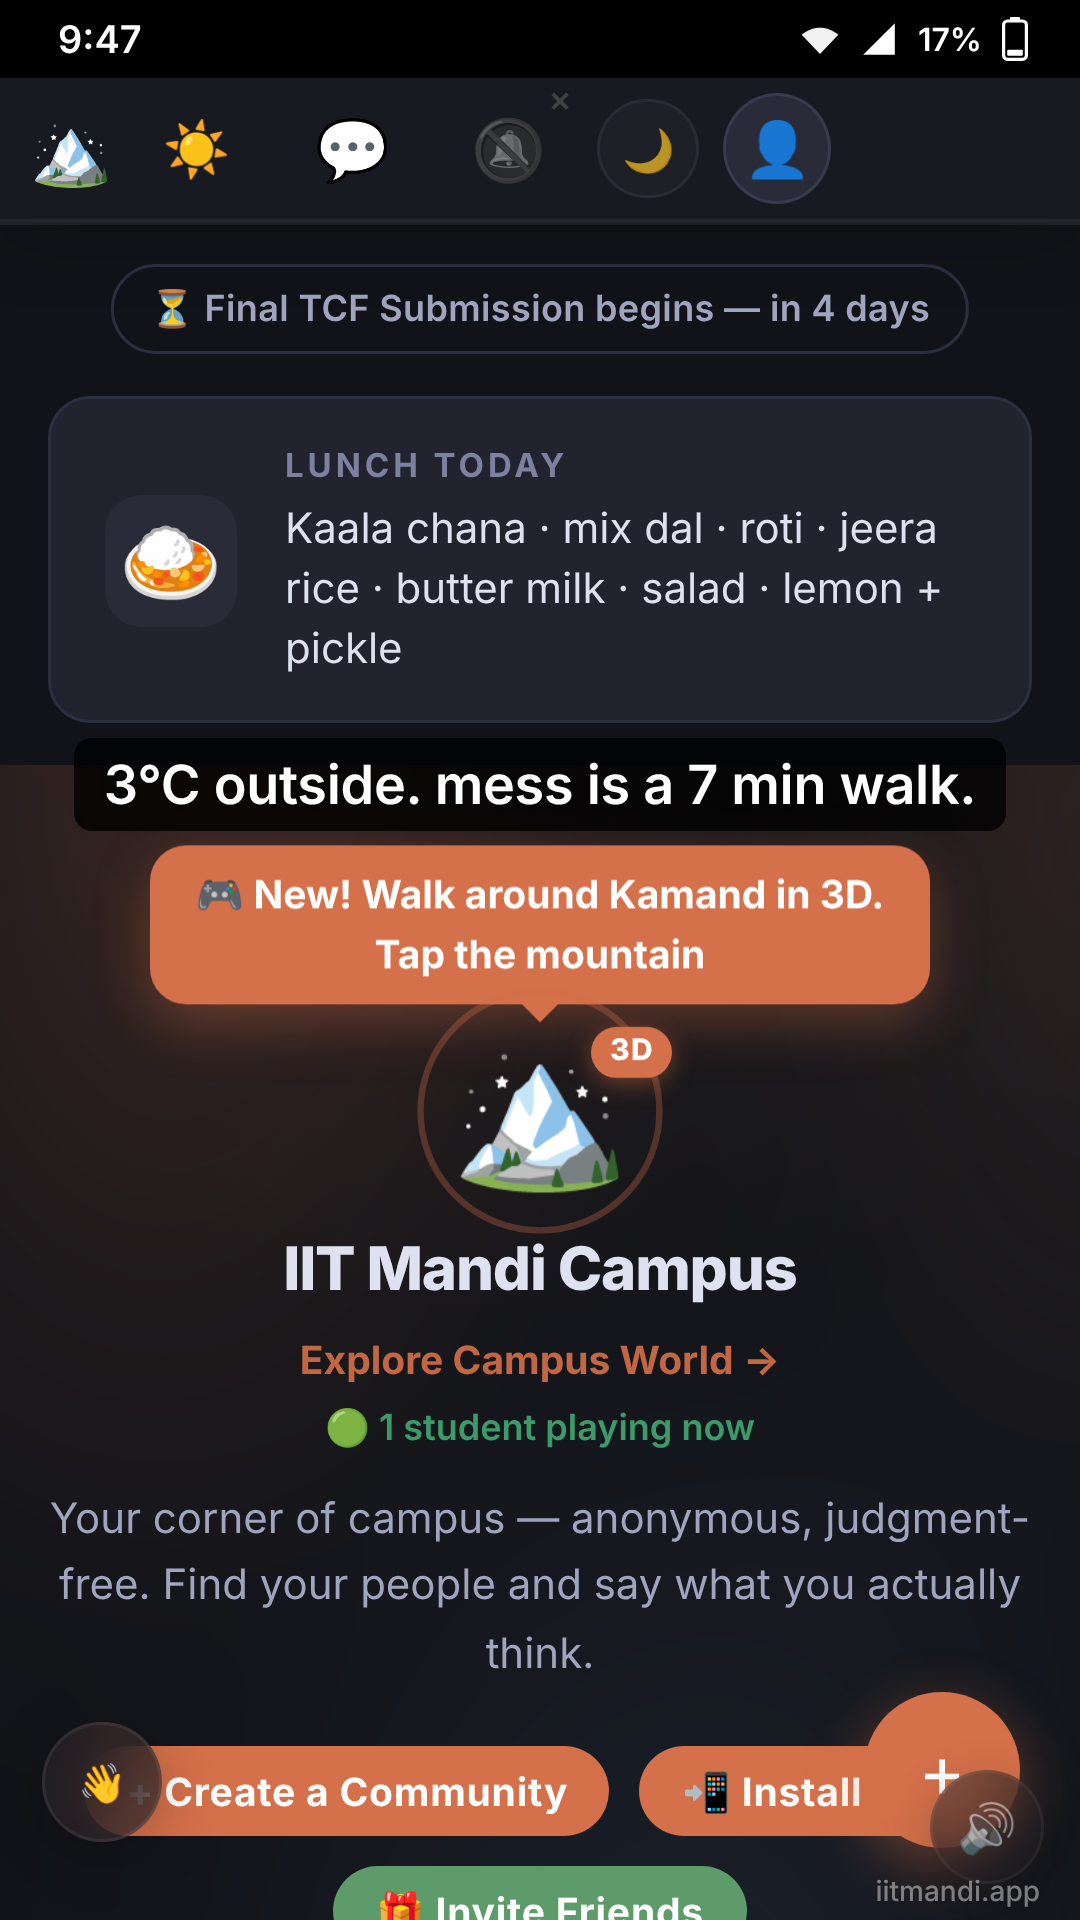 9:47
17%
Final TCF Submission begins — in 4 days
LUNCH TODAY
Kaala chana · mix dal · roti · jeera
rice · butter milk · salad · lemon +
pickle
3°C outside. mess is a 7 min walk.
New! Walk around Kamand in 3D.
Tap the mountain
3D
IIT Mandi Campus
Explore Campus World →
1 student playing now
Your corner of campus — anonymous, judgment-
free. Find your people and say what you actually
think.
+ Create a Community
Install
+
Invite Friends
iitmandi.app